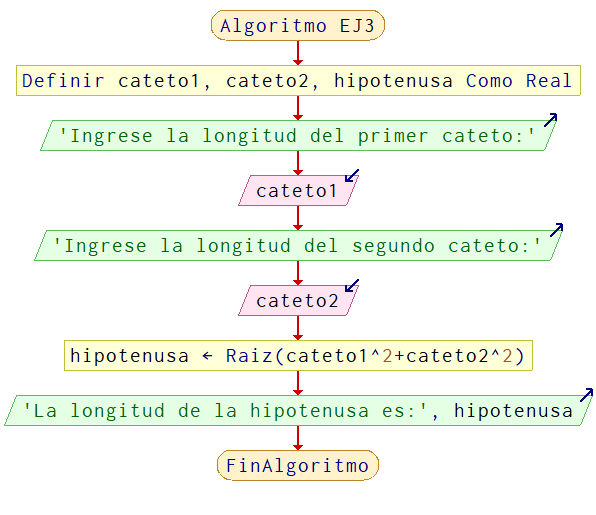 Algoritmo EJ3
Definir cateto1, cateto2, hipotenusa Como Real
'Ingrese la longitud del primer cateto:'
cateto1
'Ingrese la longitud del segundo cateto:'
cateto2
hipotenusa ← Raiz(cateto1^2+cateto2^2)
'La longitud de la hipotenusa es:', hipotenusa
FinAlgoritmo